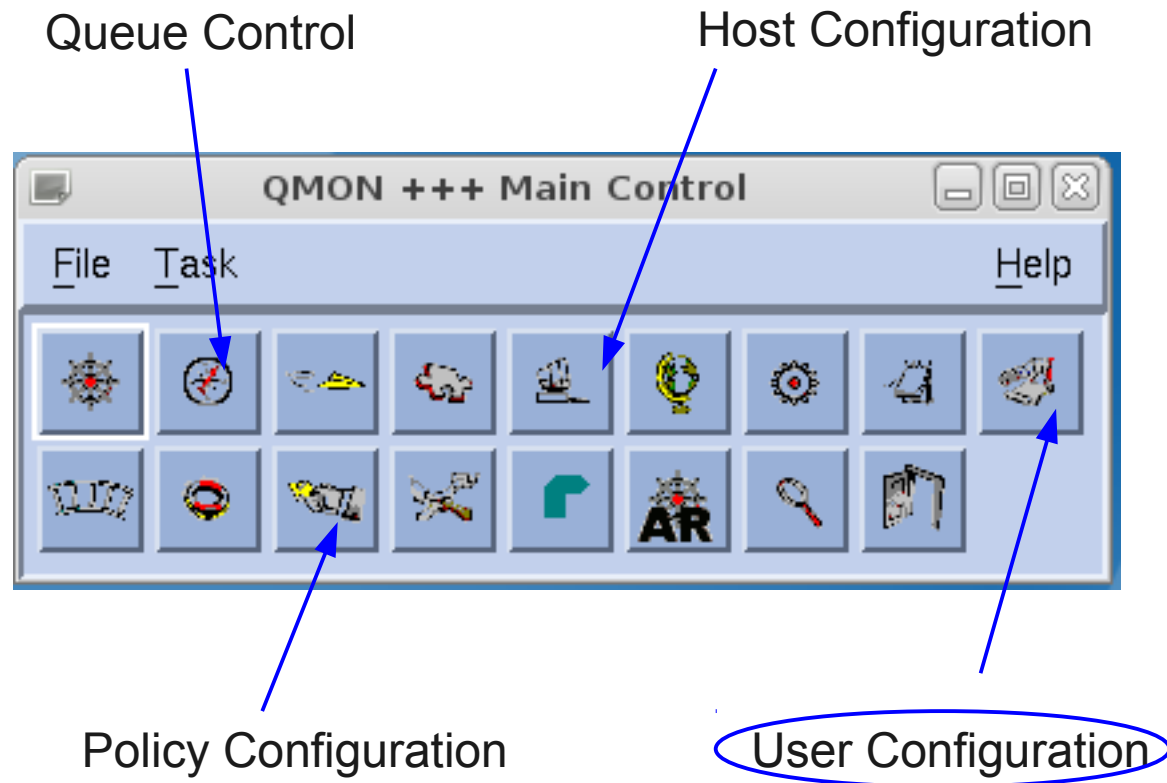 Queue Control
Host Configuration
QMON +++ Main Control
File Task Help
AR
Policy Configuration
User Configuration